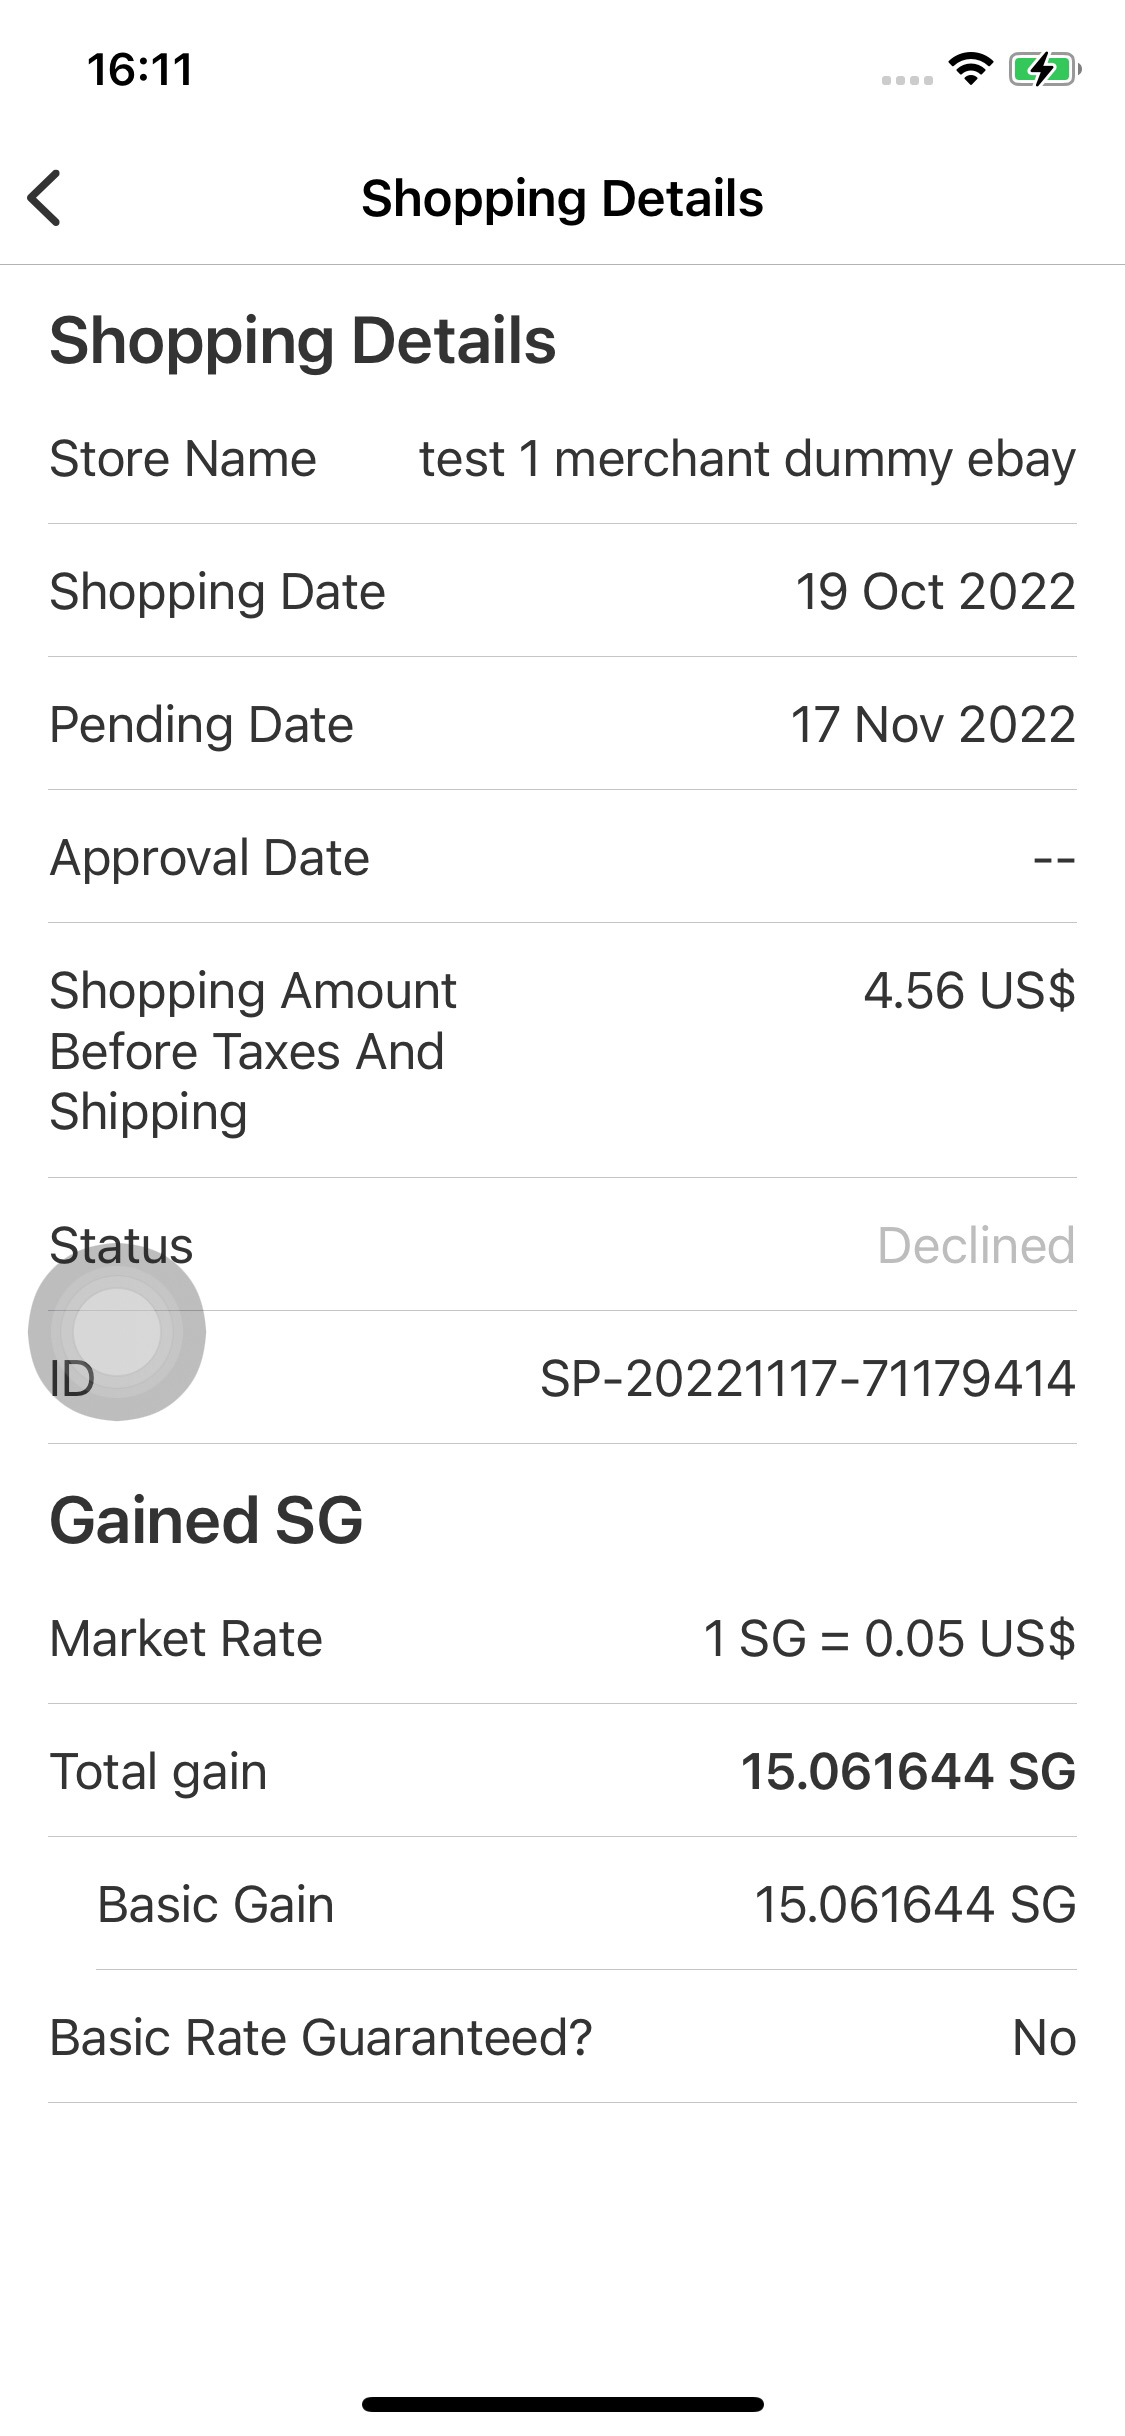 16:11
Shopping Details
Shopping Details
Store Name test 1 merchant dummy ebay
Shopping Date 19 Oct 2022
Pending Date 17 Nov 2022
Approval Date --
Shopping Amount 4.56 US$
Before Taxes And
Shipping
Status Declined
ID SP-20221117-71179414
Gained SG
Market Rate 1 SG = 0.05 US$
Total gain 15.061644 SG
Basic Gain 15.061644 SG
Basic Rate Guaranteed? No